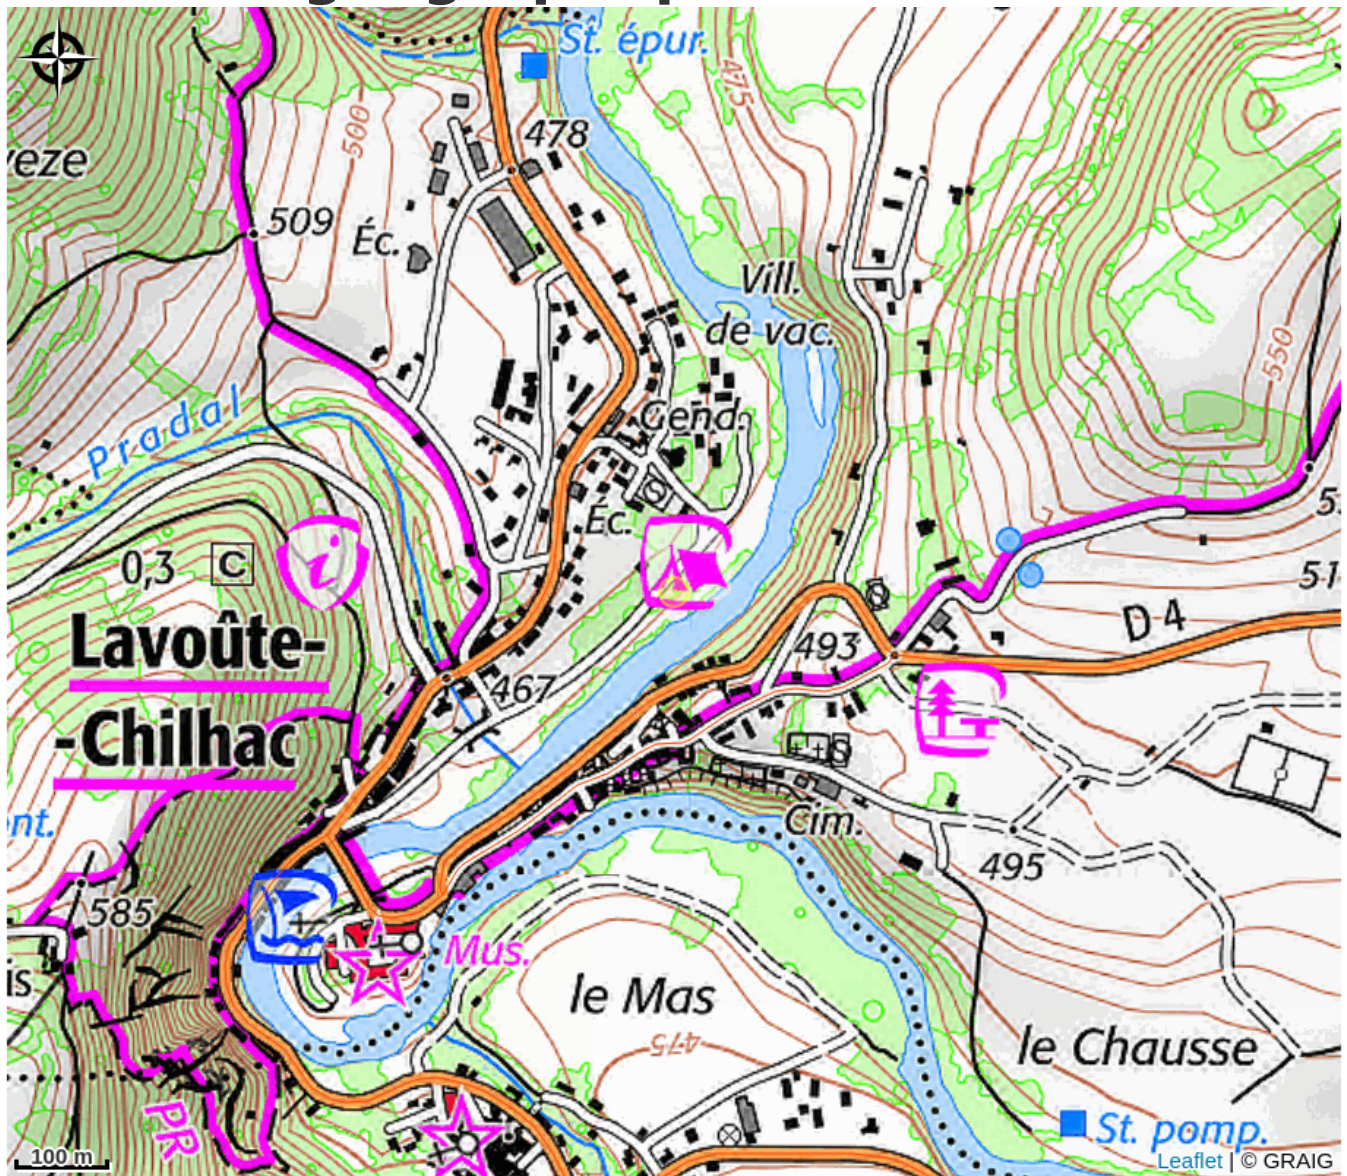 St. épur.
475
478
500
veze
509
Éc.
Vill.
de vac.
550
Pradal
Gend.
Éc.
0,3 C
i
51
D 4
Lavoûte-
493
467
-Chilhac
nt.
Cim.
495
585
Mus.
is
le Mas
475
le Chausse
PR
St. pomp.
100 m
Leaflet | © GRAIG